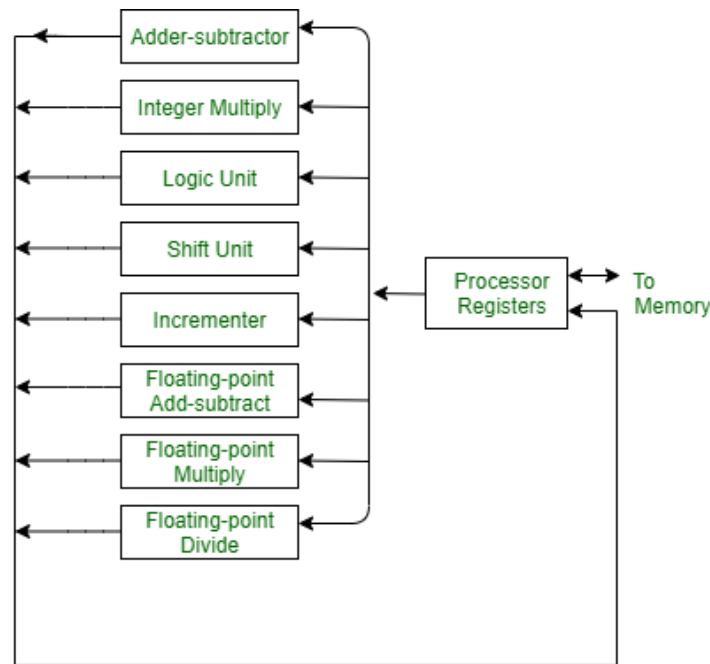 Adder-subtractor
Integer Multiply
Logic Unit
Shift Unit
Incrementer
Floating-point
Add-subtract
Floating-point
Multiply
Floating-point
Divide
Processor
Registers
To
Memory